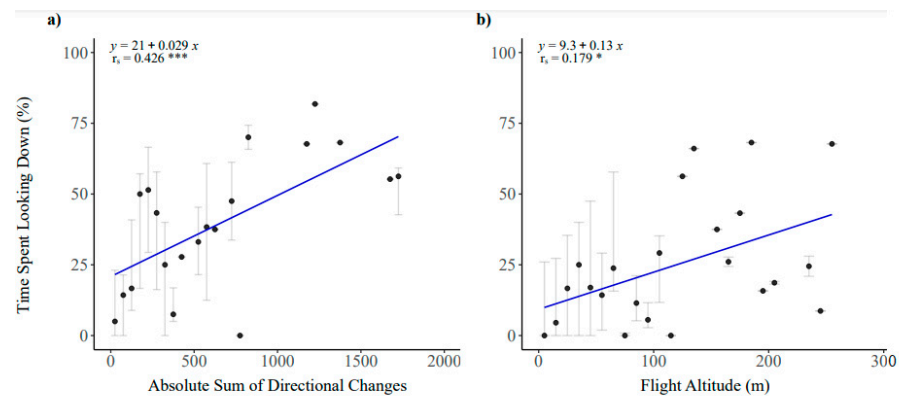 a)
y = 21 + 0.029 x
rs = 0.426 ***
100
75
50
25
0
0 500 1000 1500 2000
Time Spent Looking Down (%)
Absolute Sum of Directional Changes
b)
y = 9.3 + 0.13 x
rs = 0.179 *
100
75
50
25
0
0 100 200 300
Flight Altitude (m)